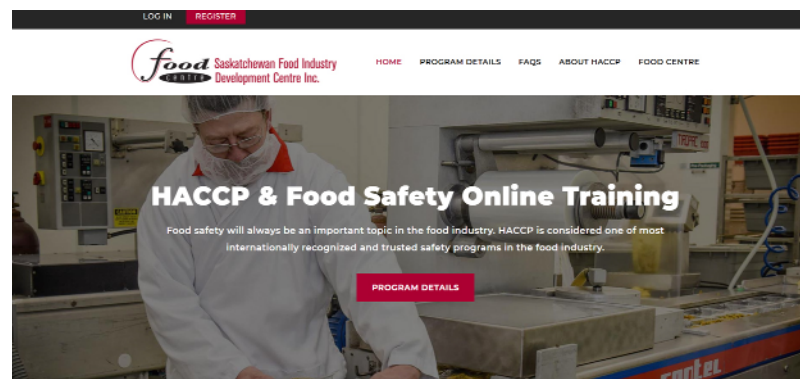 LOG IN REGISTER
food centre Saskatchewan Food Industry Development Centre Inc.
HOME PROGRAM DETAILS FAQS ABOUT HACCP FOOD CENTRE
HACCP & Food Safety Online Training
Food safety will always be an important topic in the food industry. HACCP is considered one of most
internationally recognized and trusted safety programs in the food industry.
PROGRAM DETAILS